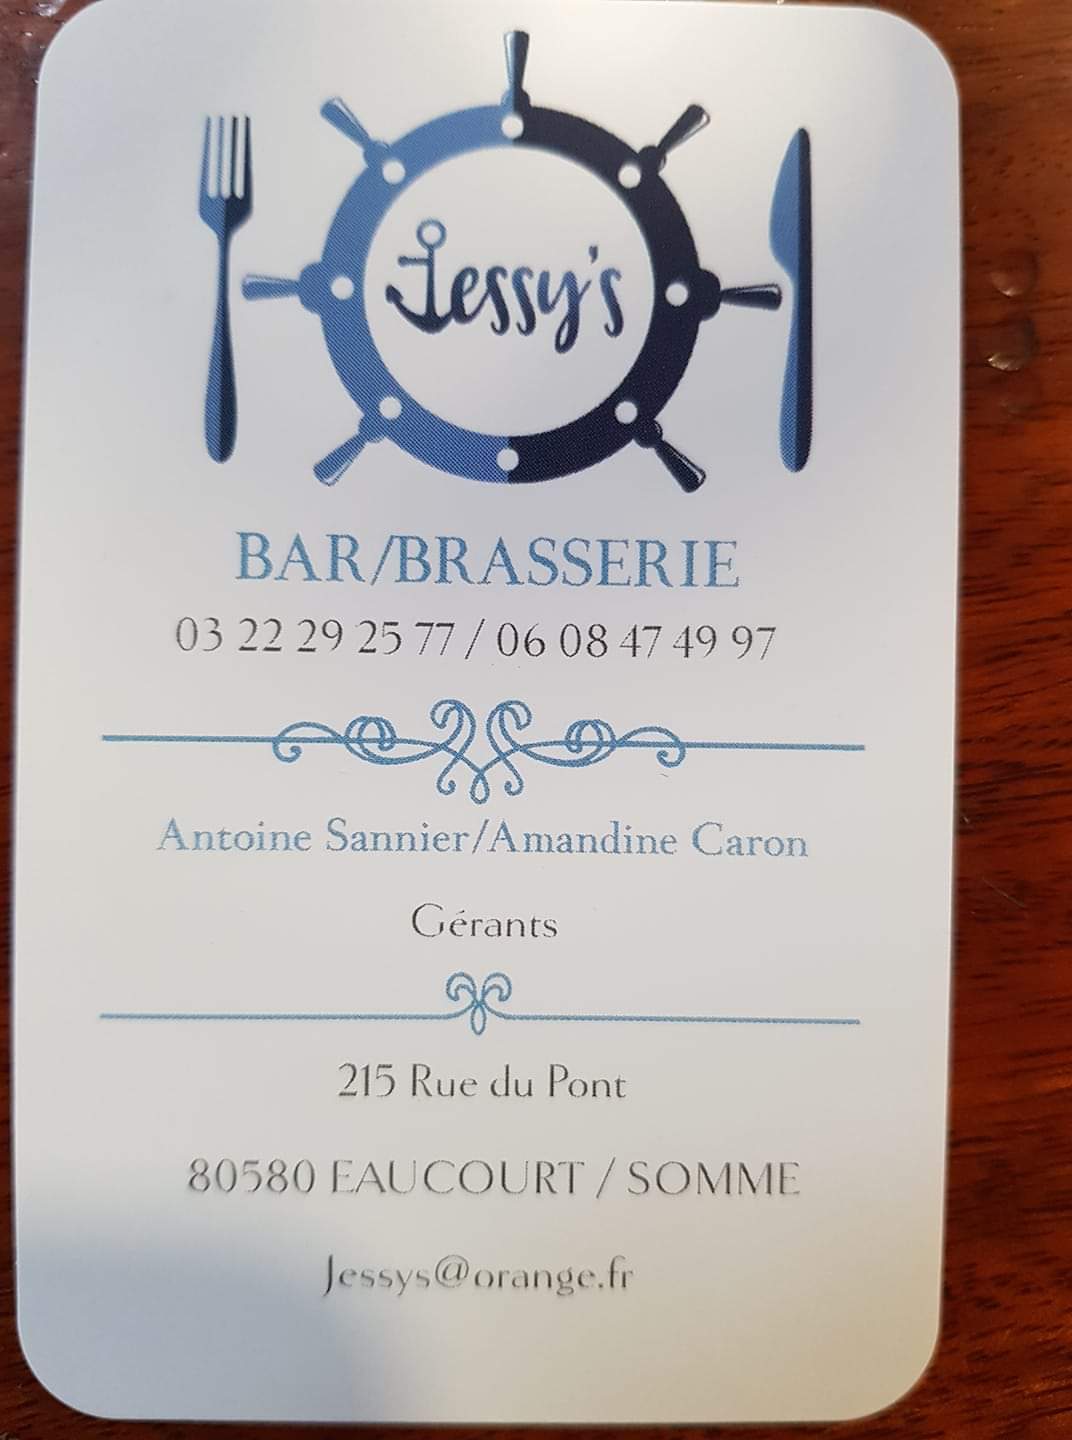 Jessy's
BAR/BRASSERIE
03 22 29 25 77 / 06 08 47 49 97
Antoine Sannier/Amandine Caron
Gérants
215 Rue du Pont
80580 EAUCOURT / SOMME
Jessys@orange.fr